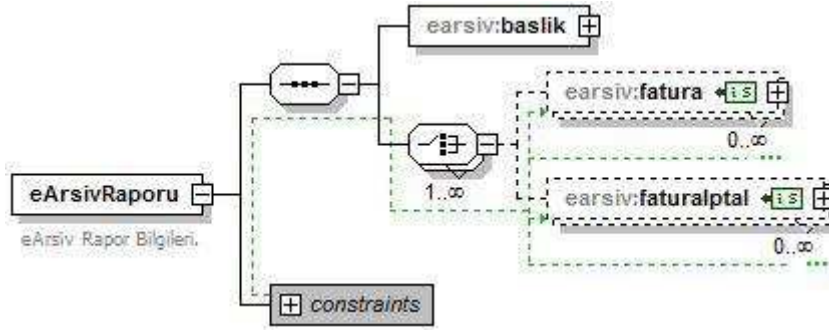 earsiv:baslik
earsiv:fatura
0..∞
1..∞
eArsivRaporu
earsiv:faturaIptal
eArsiv Rapor Bilgileri.
0..∞
constraints